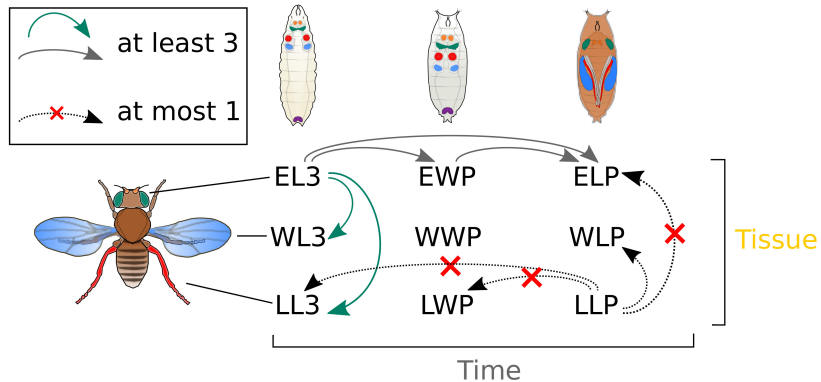 at least 3
at most 1
EL3 EWP ELP
WL3 WWP WLP
LL3 LWP LLP
Tissue
Time